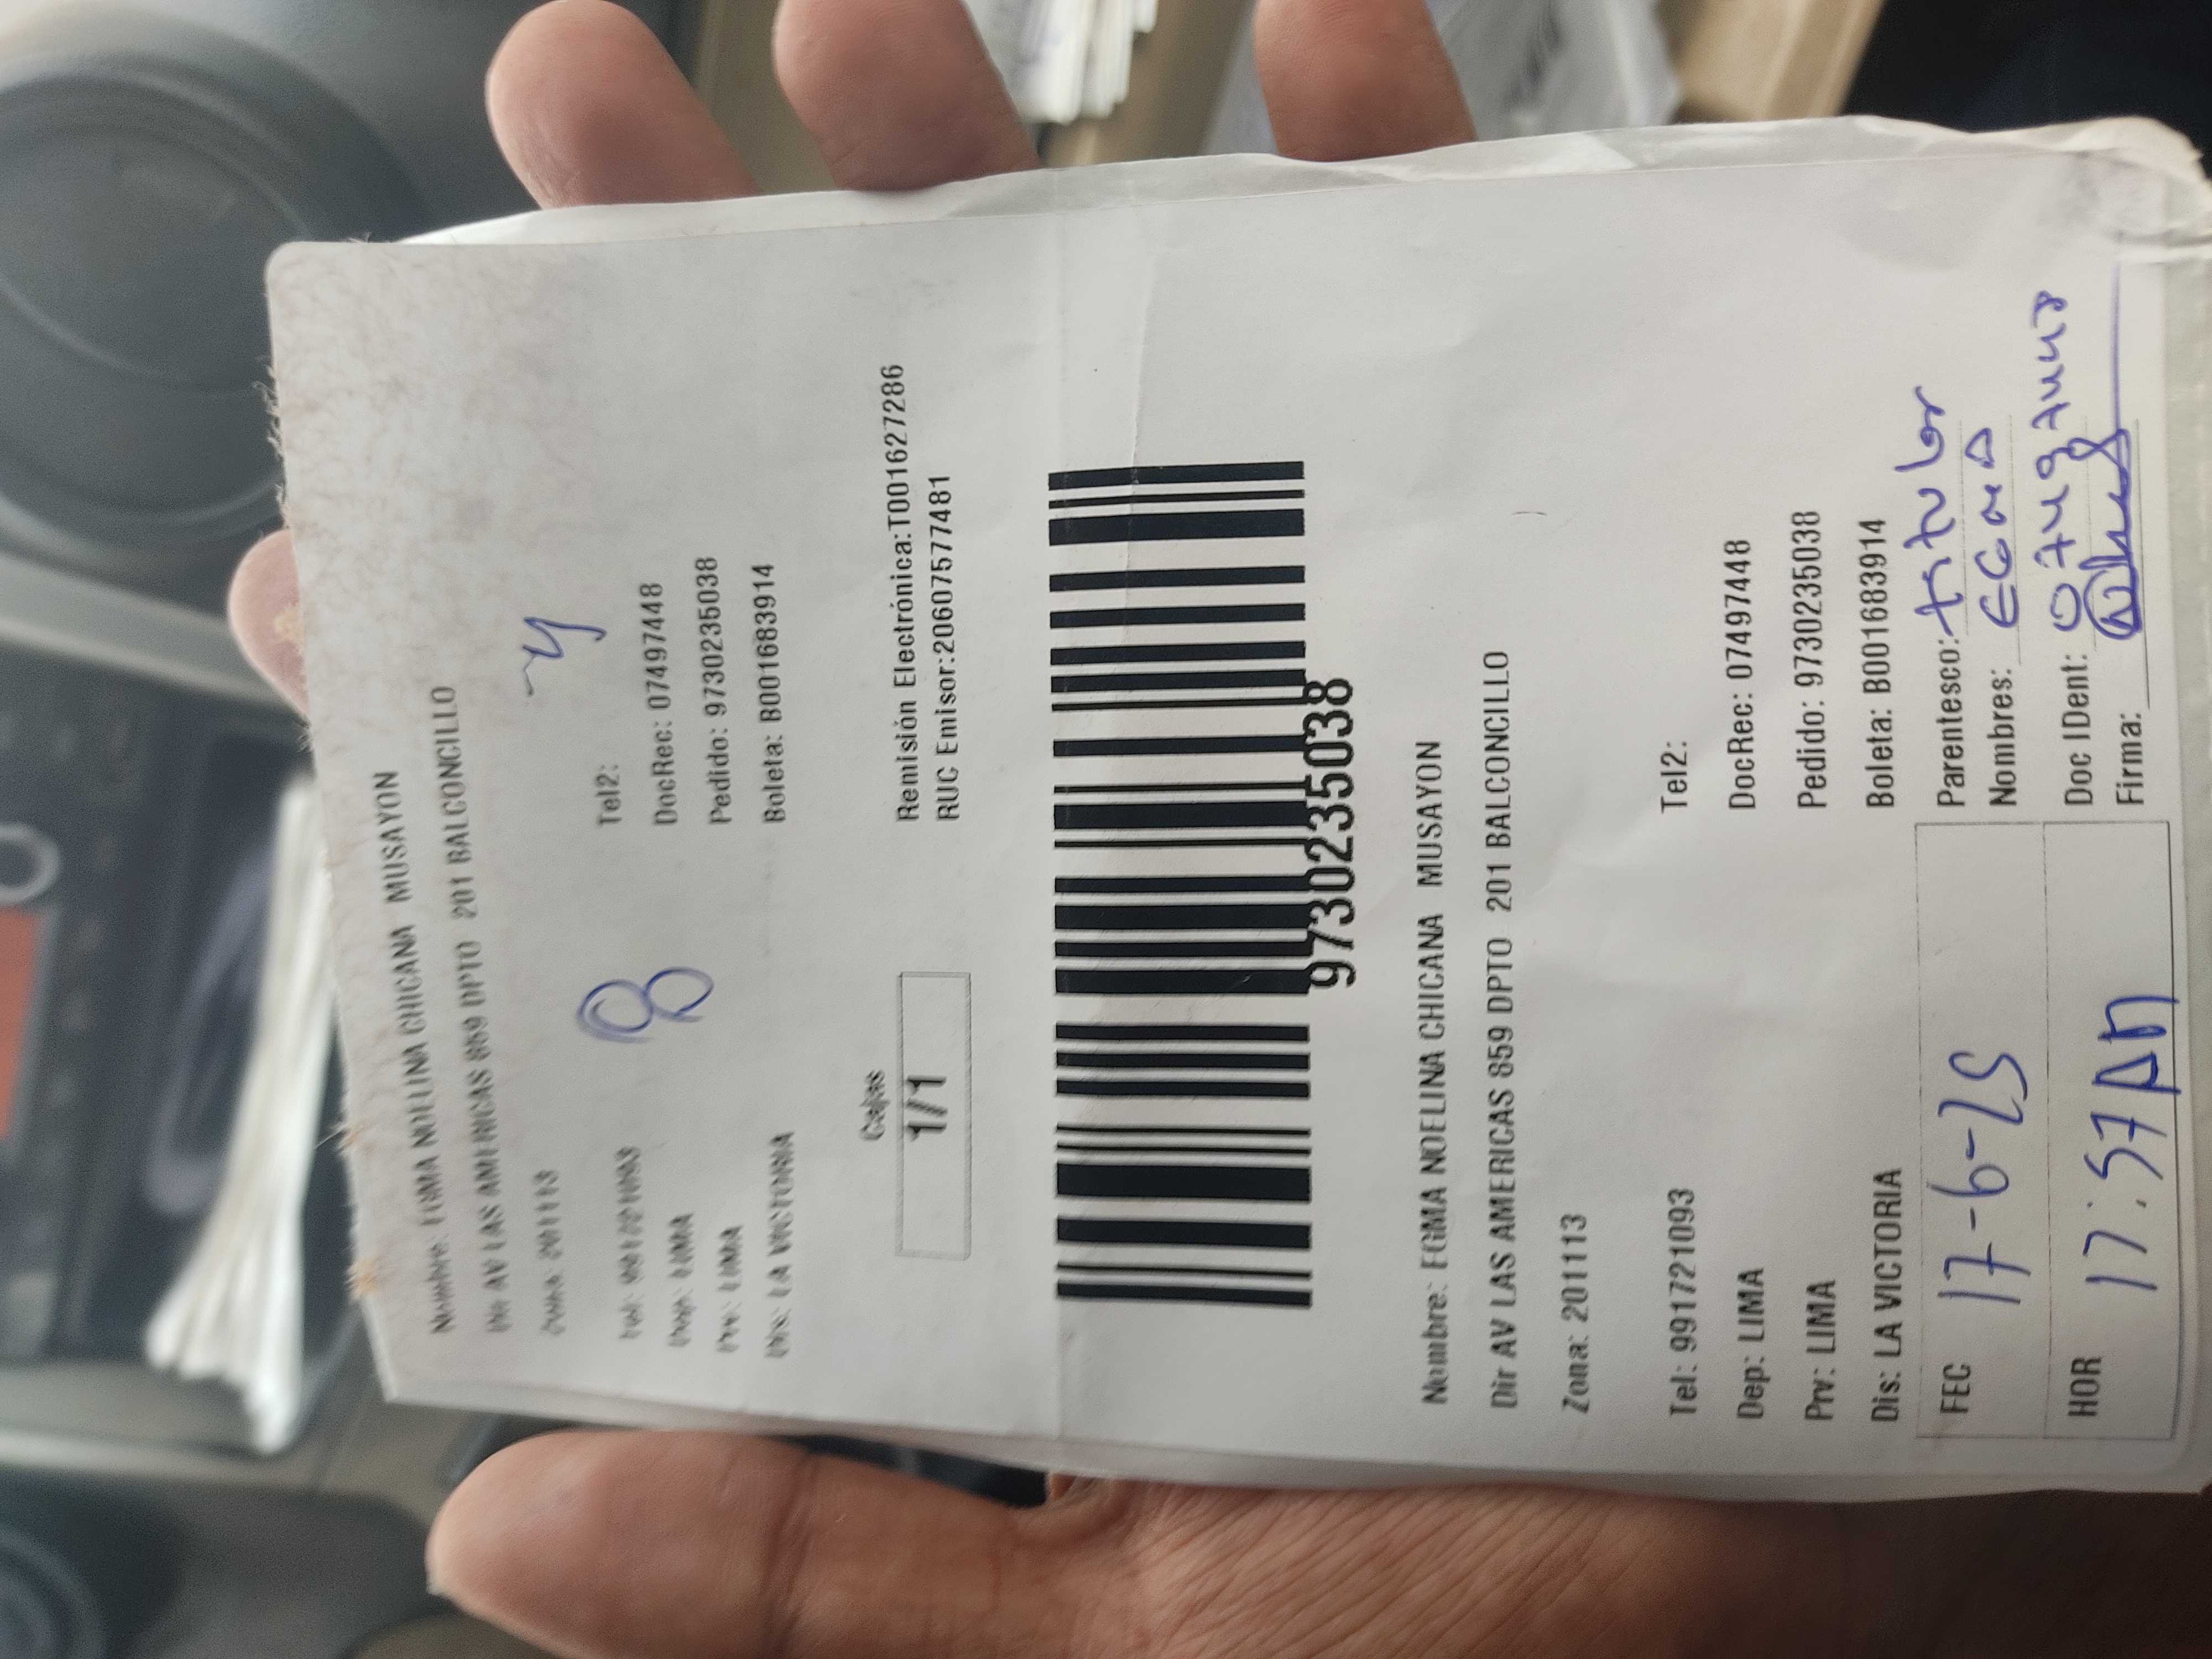 Nombre: EGMA NOELINA CHICANA MUSAYON
Dir AV LAS AMERICAS 859 DPTO 201 BALCONCILLO
Zona: 201113
Tel: 991721093 Tel2:
Dep: LIMA DocRec: 07497448
Prv: LIMA Pedido: 97302350​38
Dis: LA VICTORIA Boleta: B001683914
8
Cajas
1/1
Remisión Electrónica:T001627286
RUC Emisor:20607577481
9730235038
Nombre: EGMA NOELINA CHICANA MUSAYON
Dir AV LAS AMERICAS 859 DPTO 201 BALCONCILLO
Zona: 201113
Tel: 991721093 Tel2:
Dep: LIMA DocRec: 07497448
Prv: LIMA Pedido: 9730235038
Dis: LA VICTORIA Boleta: B001683914
FEC 17-6-25 Parentesco: titular
Nombres:
HOR 17:57 Doc IDent: 07497448
Firma: